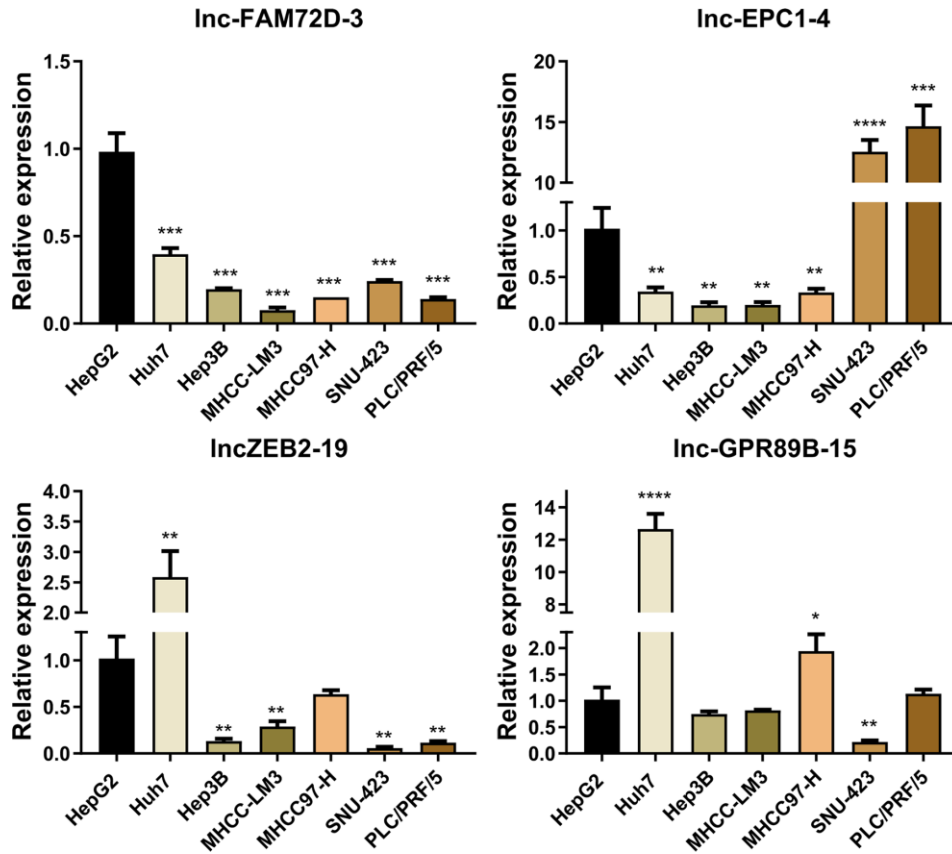 lnc-FAM72D-3
Relative expression
1.5
1.0
0.5
0.0
***
***
***
***
***
***
HepG2
Huh7
Hep3B
MHCC-LM3
MHCC97-H
SNU-423
PLC/PRF/5
lnc-EPC1-4
Relative expression
20
15
10
1.0
0.5
0.0
**
**
**
**
****
***
HepG2
Huh7
Hep3B
MHCC-LM3
MHCC97-H
SNU-423
PLC/PRF/5
lncZEB2-19
Relative expression
4.0
3.5
3.0
2.5
2.0
1.0
0.5
0.0
**
**
**
**
**
HepG2
Huh7
Hep3B
MHCC-LM3
MHCC97-H
SNU-423
PLC/PRF/5
lnc-GPR89B-15
Relative expression
14
12
10
8
2.0
1.5
1.0
0.5
0.0
****
*
**
HepG2
Huh7
Hep3B
MHCC-LM3
MHCC97-H
SNU-423
PLC/PRF/5